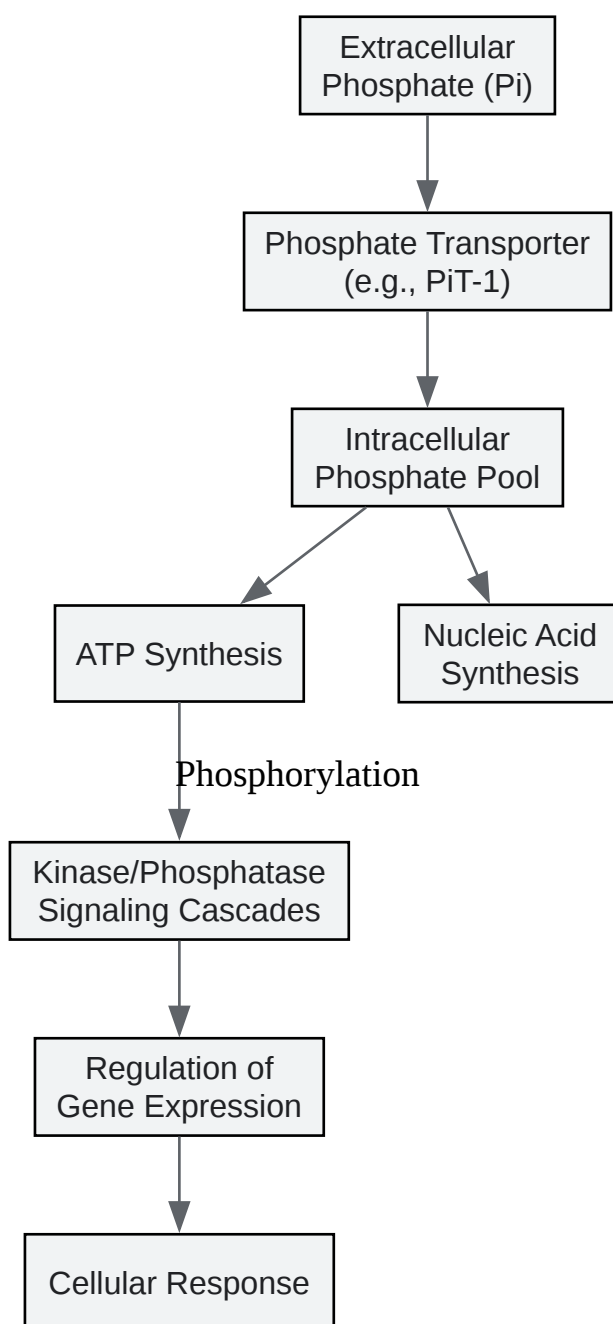 Extracellular
Phosphate (Pi)
Phosphate Transporter
(e.g., PiT-1)
Intracellular
Phosphate Pool
ATP Synthesis
Nucleic Acid
Synthesis
Phosphorylation
Kinase/Phosphatase
Signaling Cascades
Regulation of
Gene Expression
Cellular Response